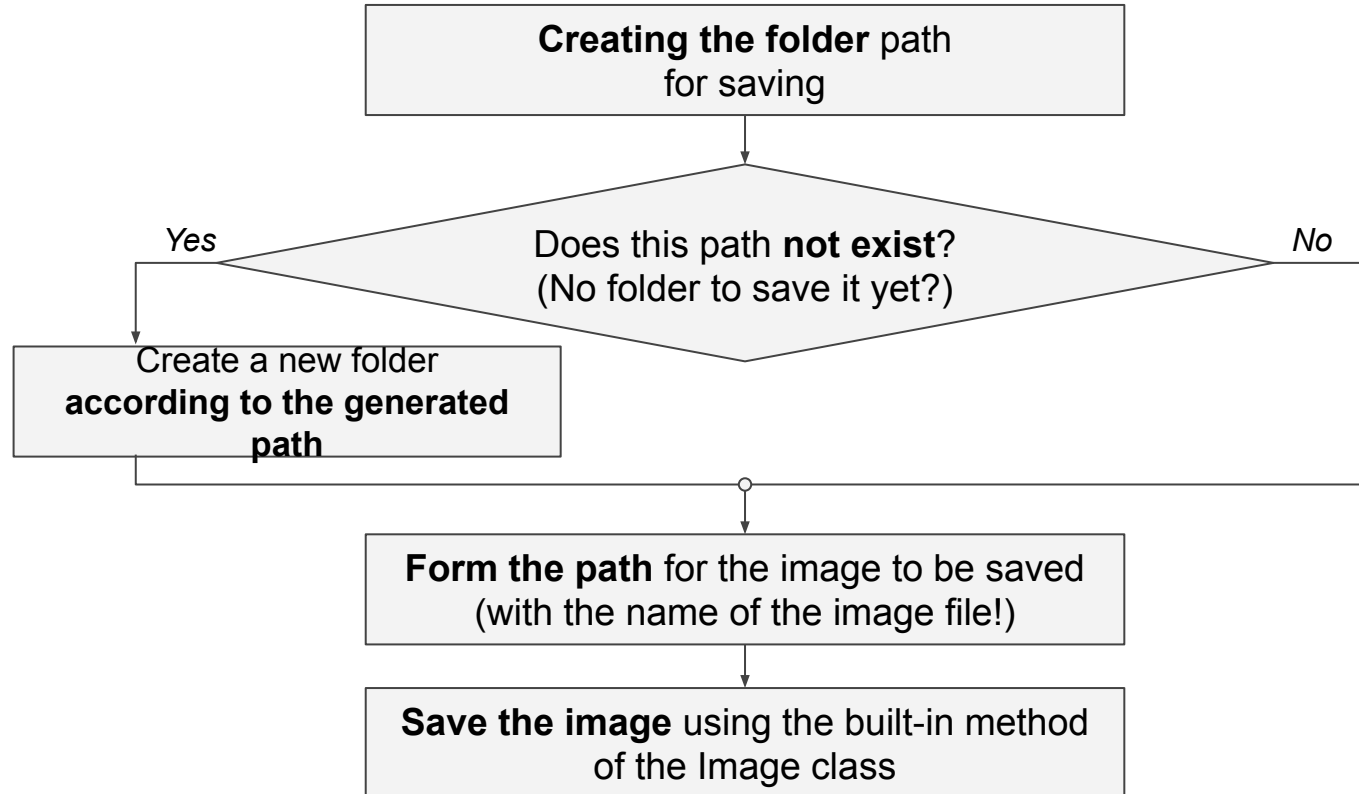 Creating the folder path
for saving
Yes
Does this path not exist?
(No folder to save it yet?)
No
Create a new folder
according to the generated
path
Form the path for the image to be saved
(with the name of the image file!)
Save the image using the built-in method
of the Image class